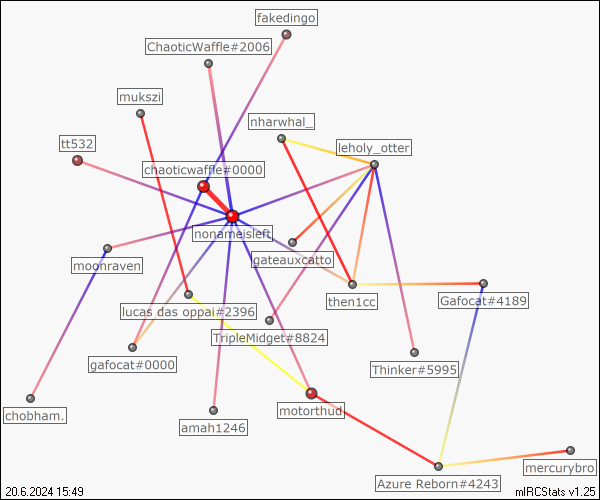 fakedingo
ChaoticWaffle#2006
mukszi
nharwhal_
tt532
leholy_otter
chaoticwaffle#0000
nonameisleft
gateauxcatto
moonraven
then1cc
Gafocat#4189
lucas das oppai#2396
TripleMidget#8824
gafocat#0000
Thinker#5995
chobham.
motorthud
amah1246
mercurybro
Azure Reborn#4243
20.6.2024 15:49
mIRCStats v1.25